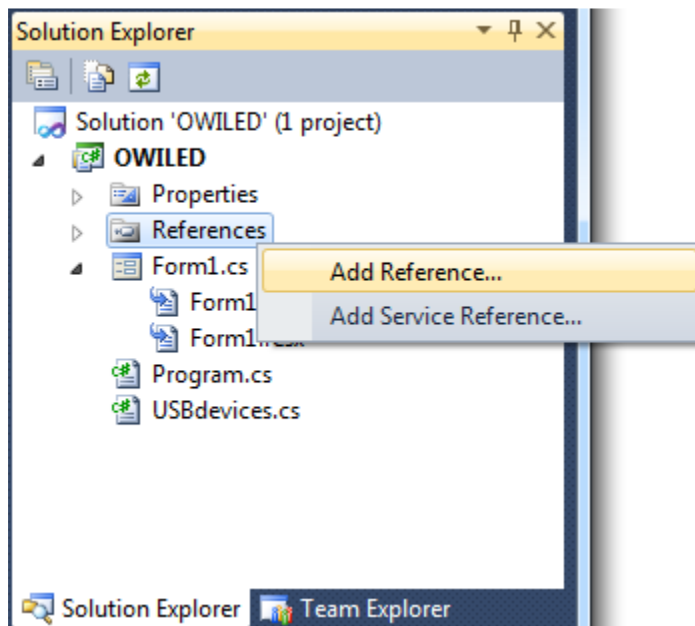 Solution Explorer
Solution 'OWILED' (1 project)
OWILED
Properties
References
Form1.cs
Add Reference...
Form1
Add Service Reference...
Program.cs
USBdevices.cs
Solution Explorer
Team Explorer